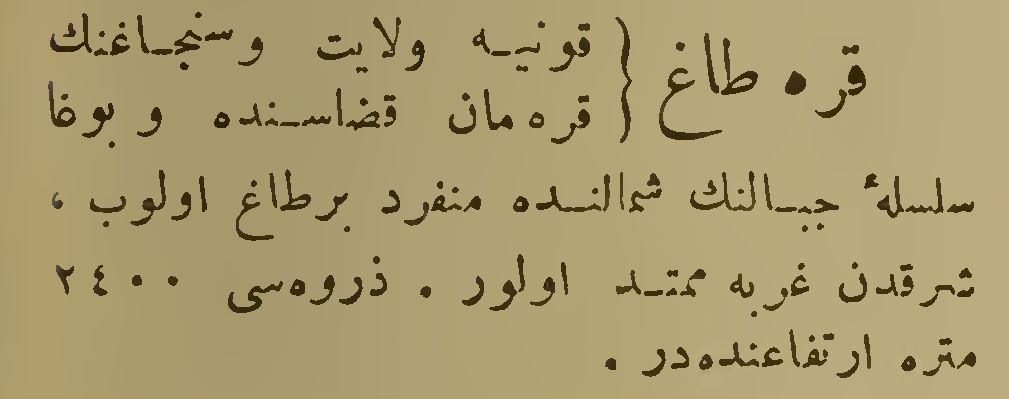 قره طاغ { قونیه ولایت وسنجاغنك
قره مان قضاسنده و بوغا
سلسلهٔ جبالنك شمالنده منفرد برطاغ اولوب ،
شرقدن غربه ممتد اولور . ذروه‌سی ٢٤٠٠
متره ارتفاعنده‌در .